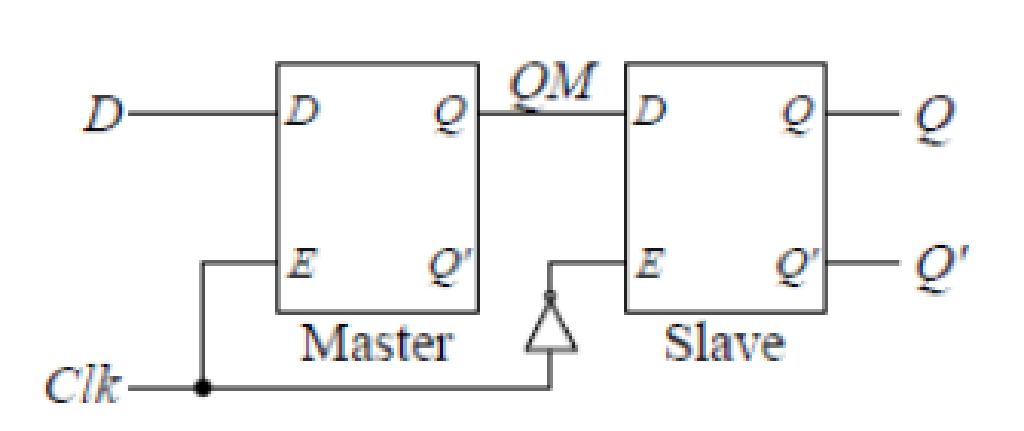 QM
D D Q D Q Q
E Q' E Q' Q'
Master Slave
Clk